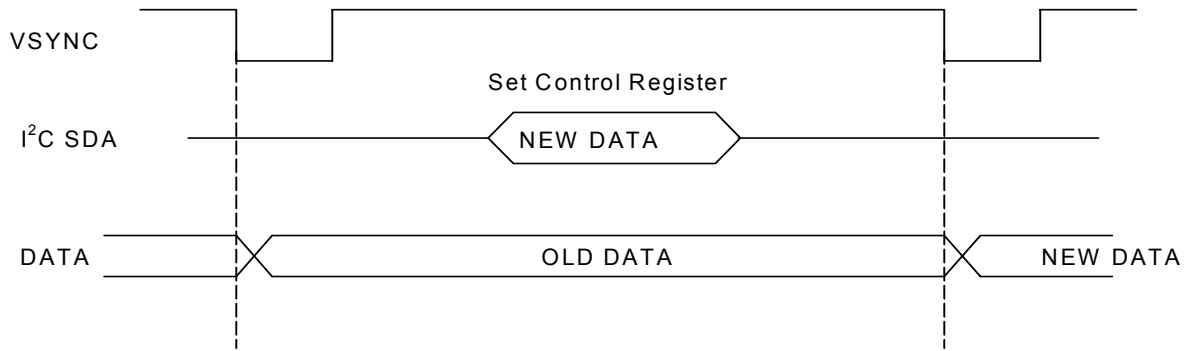 VSYNC
Set Control Register
I²C SDA
NEW DATA
DATA
OLD DATA
NEW DATA